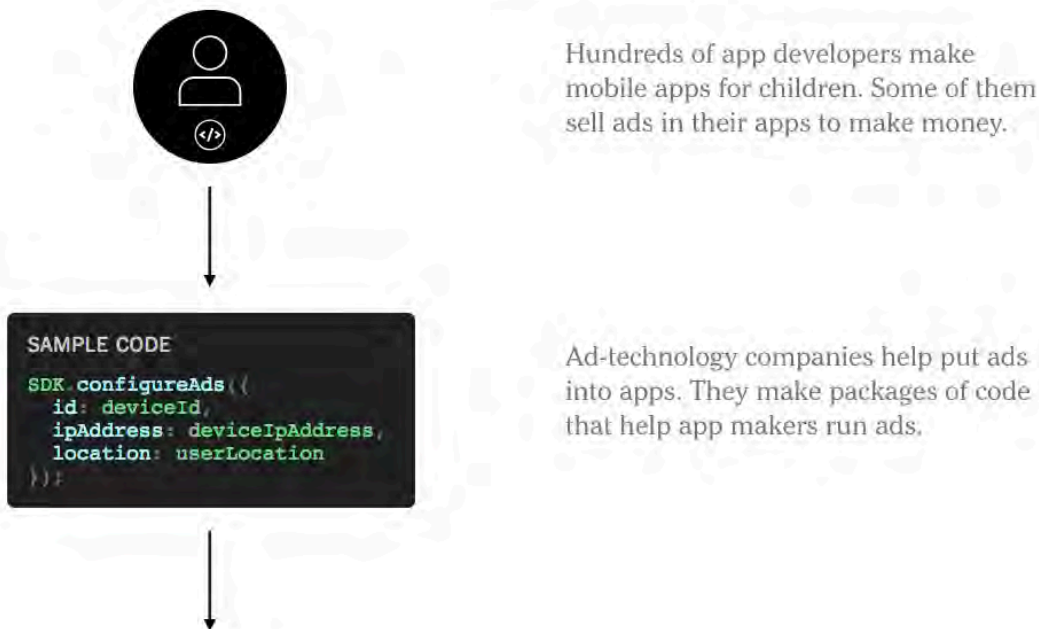 Hundreds of app developers make
mobile apps for children. Some of them
sell ads in their apps to make money.
</>
SAMPLE CODE
SDK.configureAds({
id: deviceId,
ipAddress: deviceIpAddress,
location: userLocation
});
Ad-technology companies help put ads
into apps. They make packages of code
that help app makers run ads.